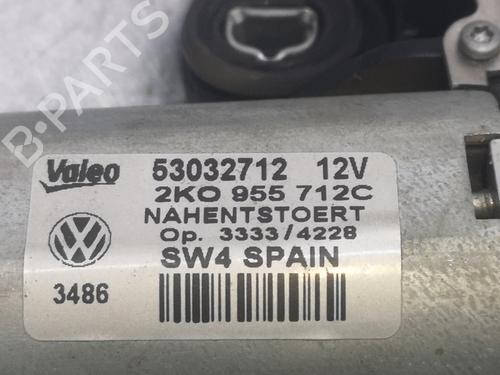 B-PARTS
Valeo 53032712 12V
2K0 955 712C
NAHENTSTOERT
Op. 3333/4228
SW4 SPAIN
3486